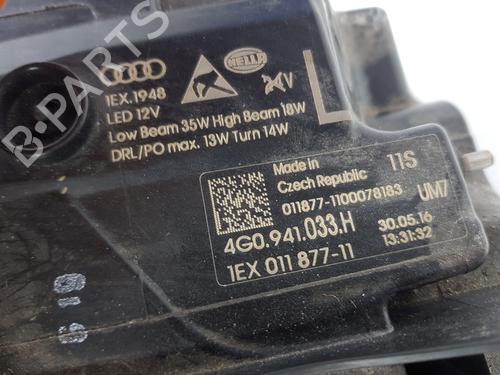 B-PARTS
HELLA
1EX.1948
24V
L
LED 12V
Low Beam 35W High Beam 18W
DRL/PO max. 13W Turn 14W
Made in
Czech Republic
11S
011877-1100078183
UM7
4G0.941.033.H
30.05.16
1EX 011 877-11
13:31:32